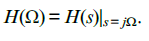 H(Ω) = H(s)|ₛ ₌ ⱼΩ.